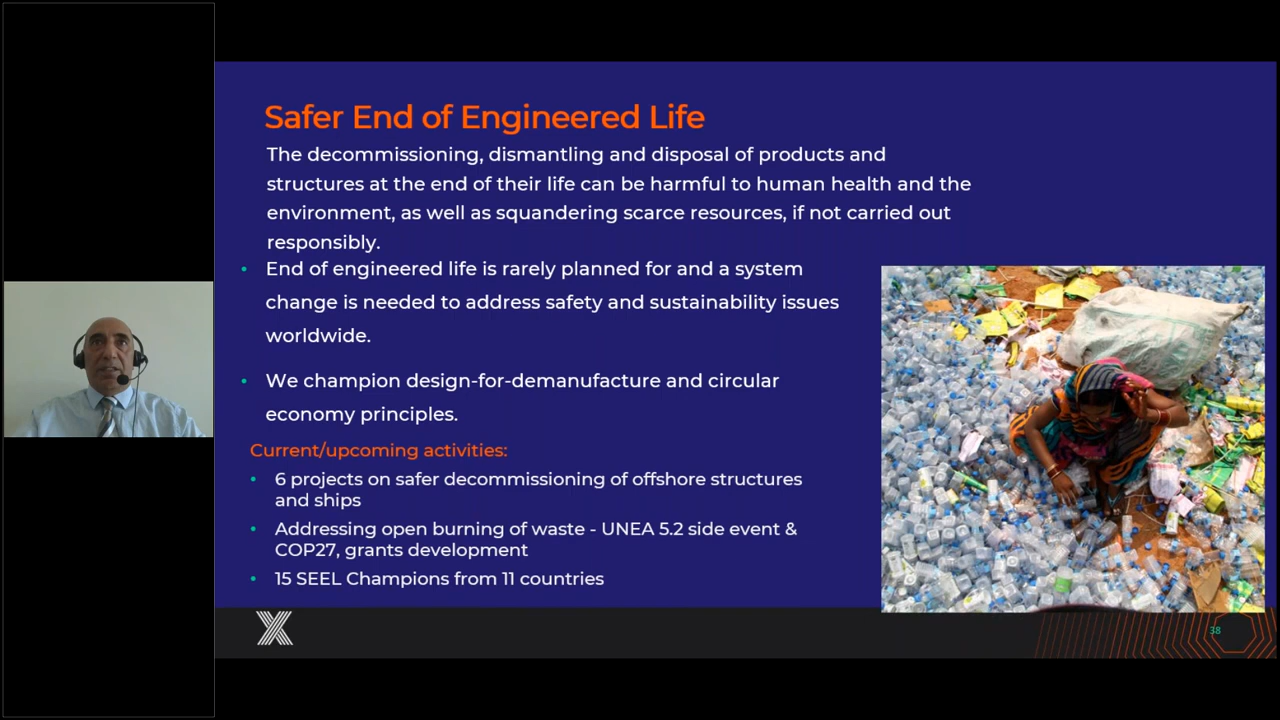 Safer End of Engineered Life
The decommissioning, dismantling and disposal of products and
structures at the end of their life can be harmful to human health and the
environment, as well as squandering scarce resources, if not carried out
responsibly.
• End of engineered life is rarely planned for and a system
change is needed to address safety and sustainability issues
worldwide.
• We champion design-for-demanufacture and circular
economy principles.
Current/upcoming activities:
• 6 projects on safer decommissioning of offshore structures
and ships
• Addressing open burning of waste - UNEA 5.2 side event &
COP27, grants development
• 15 SEEL Champions from 11 countries
38